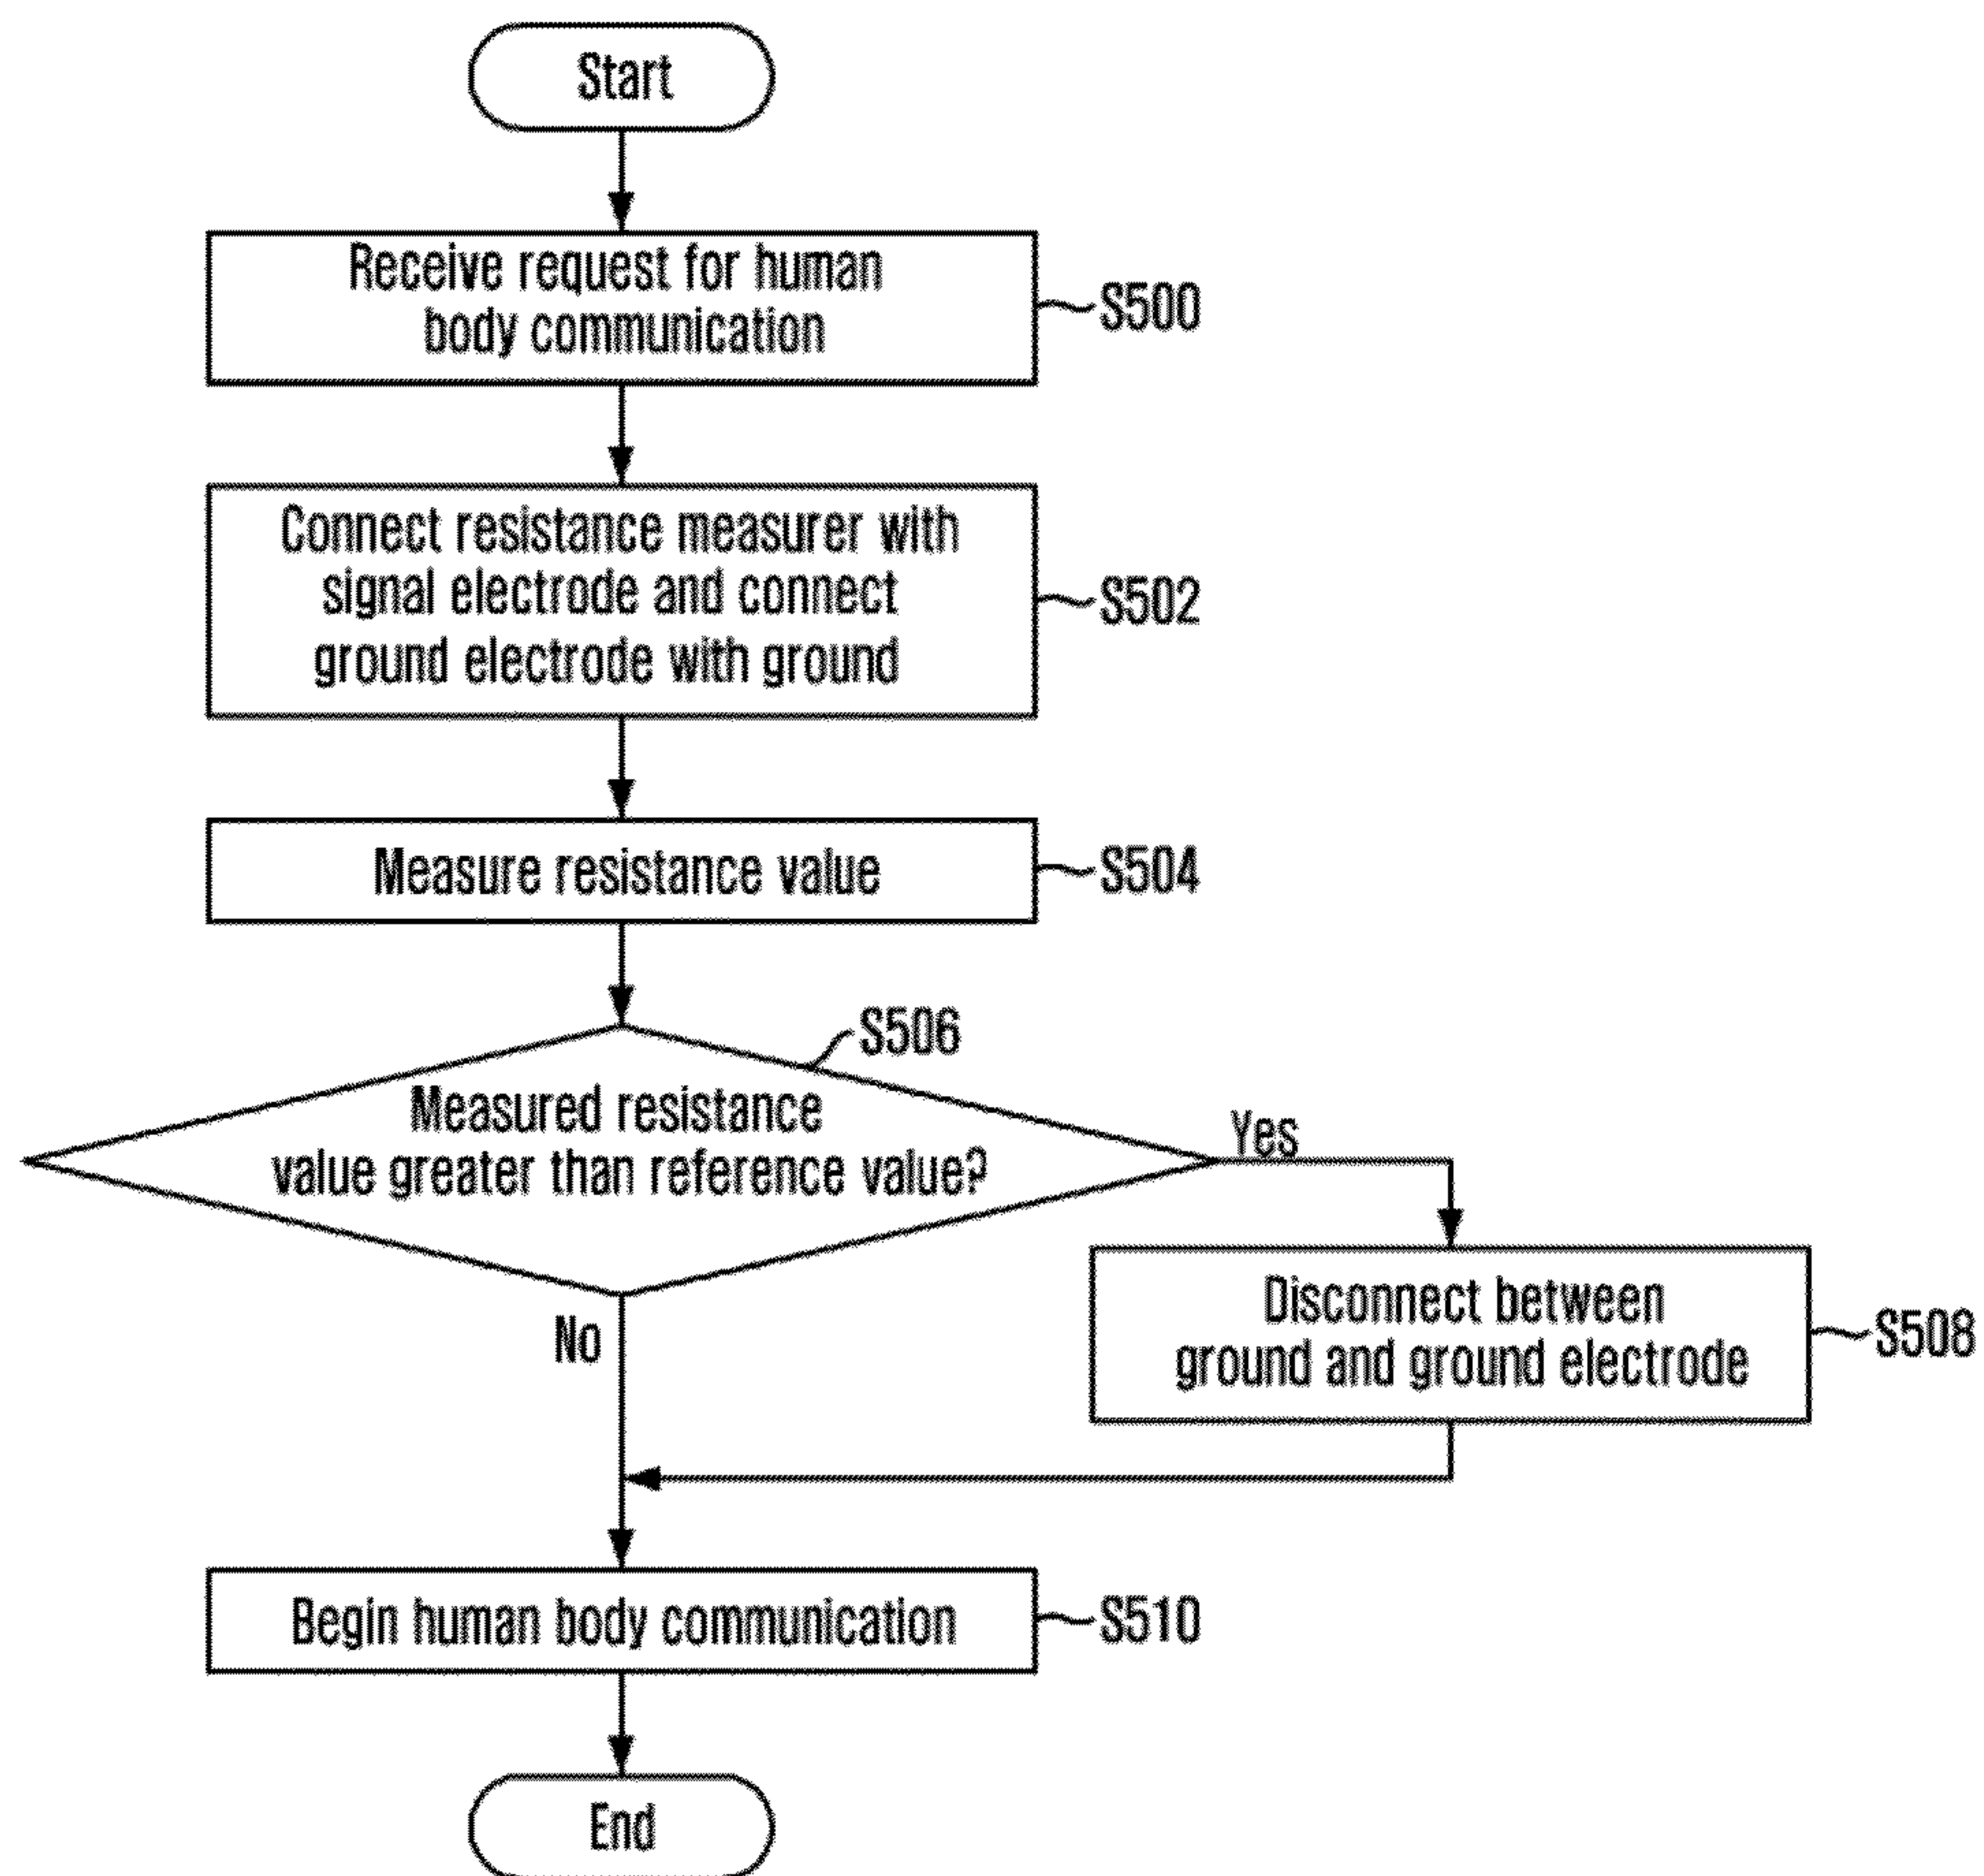 Start
Receive request for human
body communication
S500
Connect resistance measurer with
signal electrode and connect
ground electrode with ground
S502
Measure resistance value
S504
S506
Measured resistance
value greater than reference value?
Yes
No
Disconnect between
ground and ground electrode
S508
Begin human body communication
S510
End